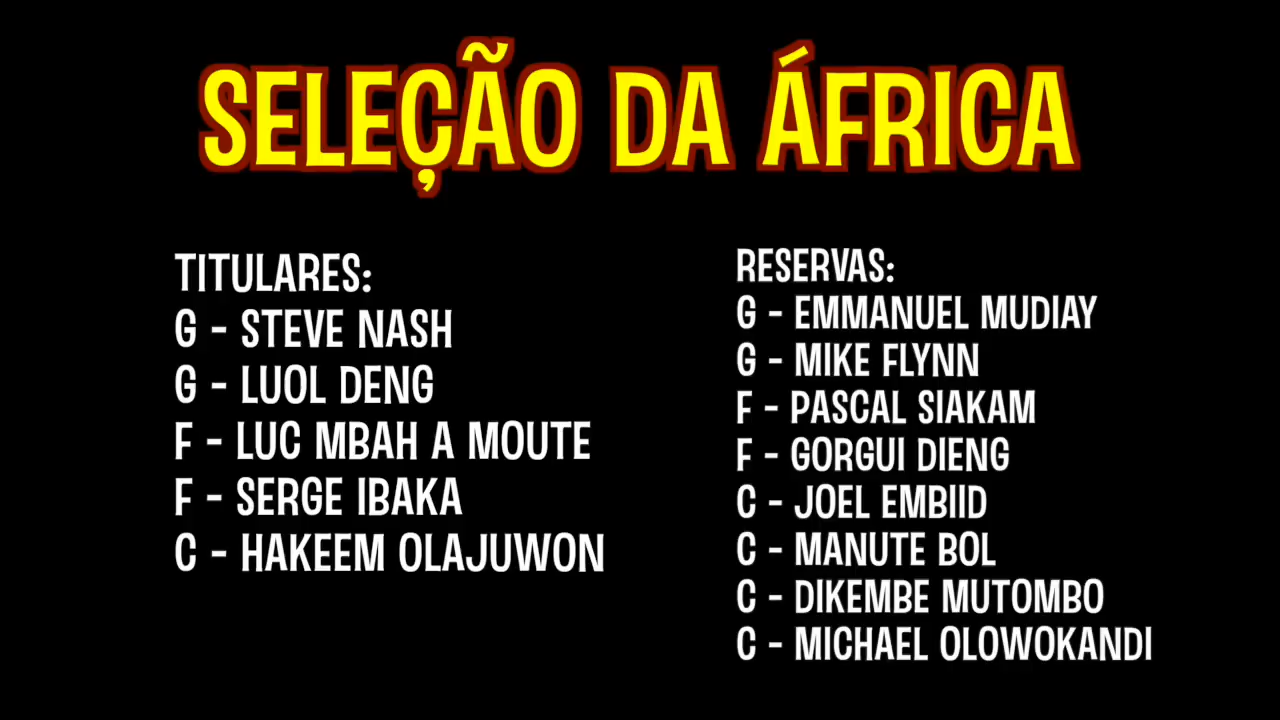 SELEÇÃO DA ÁFRICA
TITULARES:
G - STEVE NASH
G - LUOL DENG
F - LUC MBAH A MOUTE
F - SERGE IBAKA
C - HAKEEM OLAJUWON
RESERVAS:
G - EMMANUEL MUDIAY
G - MIKE FLYNN
F - PASCAL SIAKAM
F - GORGUI DIENG
C - JOEL EMBIID
C - MANUTE BOL
C - DIKEMBE MUTOMBO
C - MICHAEL OLOWOKANDI